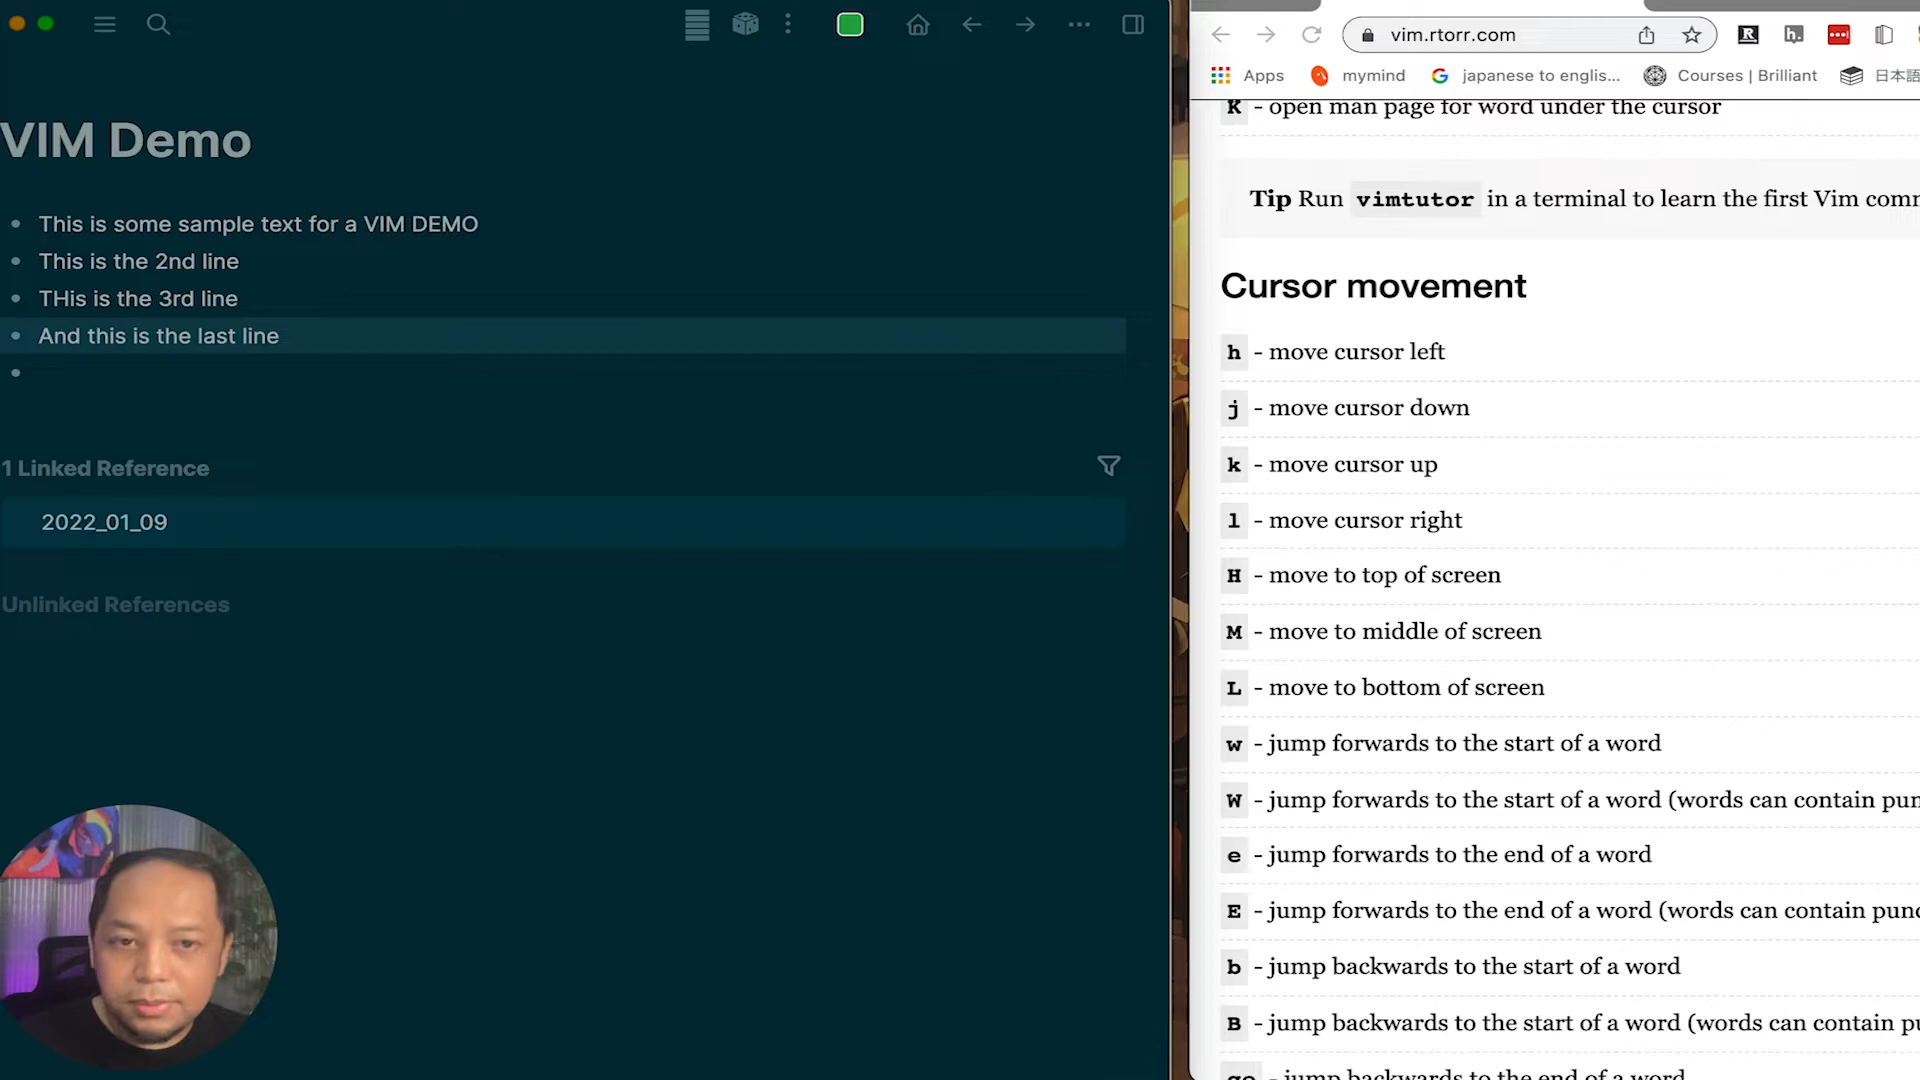 VIM Demo
This is some sample text for a VIM DEMO
This is the 2nd line
THis is the 3rd line
And this is the last line
1 Linked Reference
2022_01_09
Unlinked References
vim.rtorr.com
Apps mymind japanese to englis... Courses | Brilliant 日本語
K - open man page for word under the cursor
Tip Run vimtutor in a terminal to learn the first Vim comm
Cursor movement
h - move cursor left
j - move cursor down
k - move cursor up
l - move cursor right
H - move to top of screen
M - move to middle of screen
L - move to bottom of screen
w - jump forwards to the start of a word
W - jump forwards to the start of a word (words can contain pun
e - jump forwards to the end of a word
E - jump forwards to the end of a word (words can contain punc
b - jump backwards to the start of a word
B - jump backwards to the start of a word (words can contain pu
ge - jump backwards to the end of a word